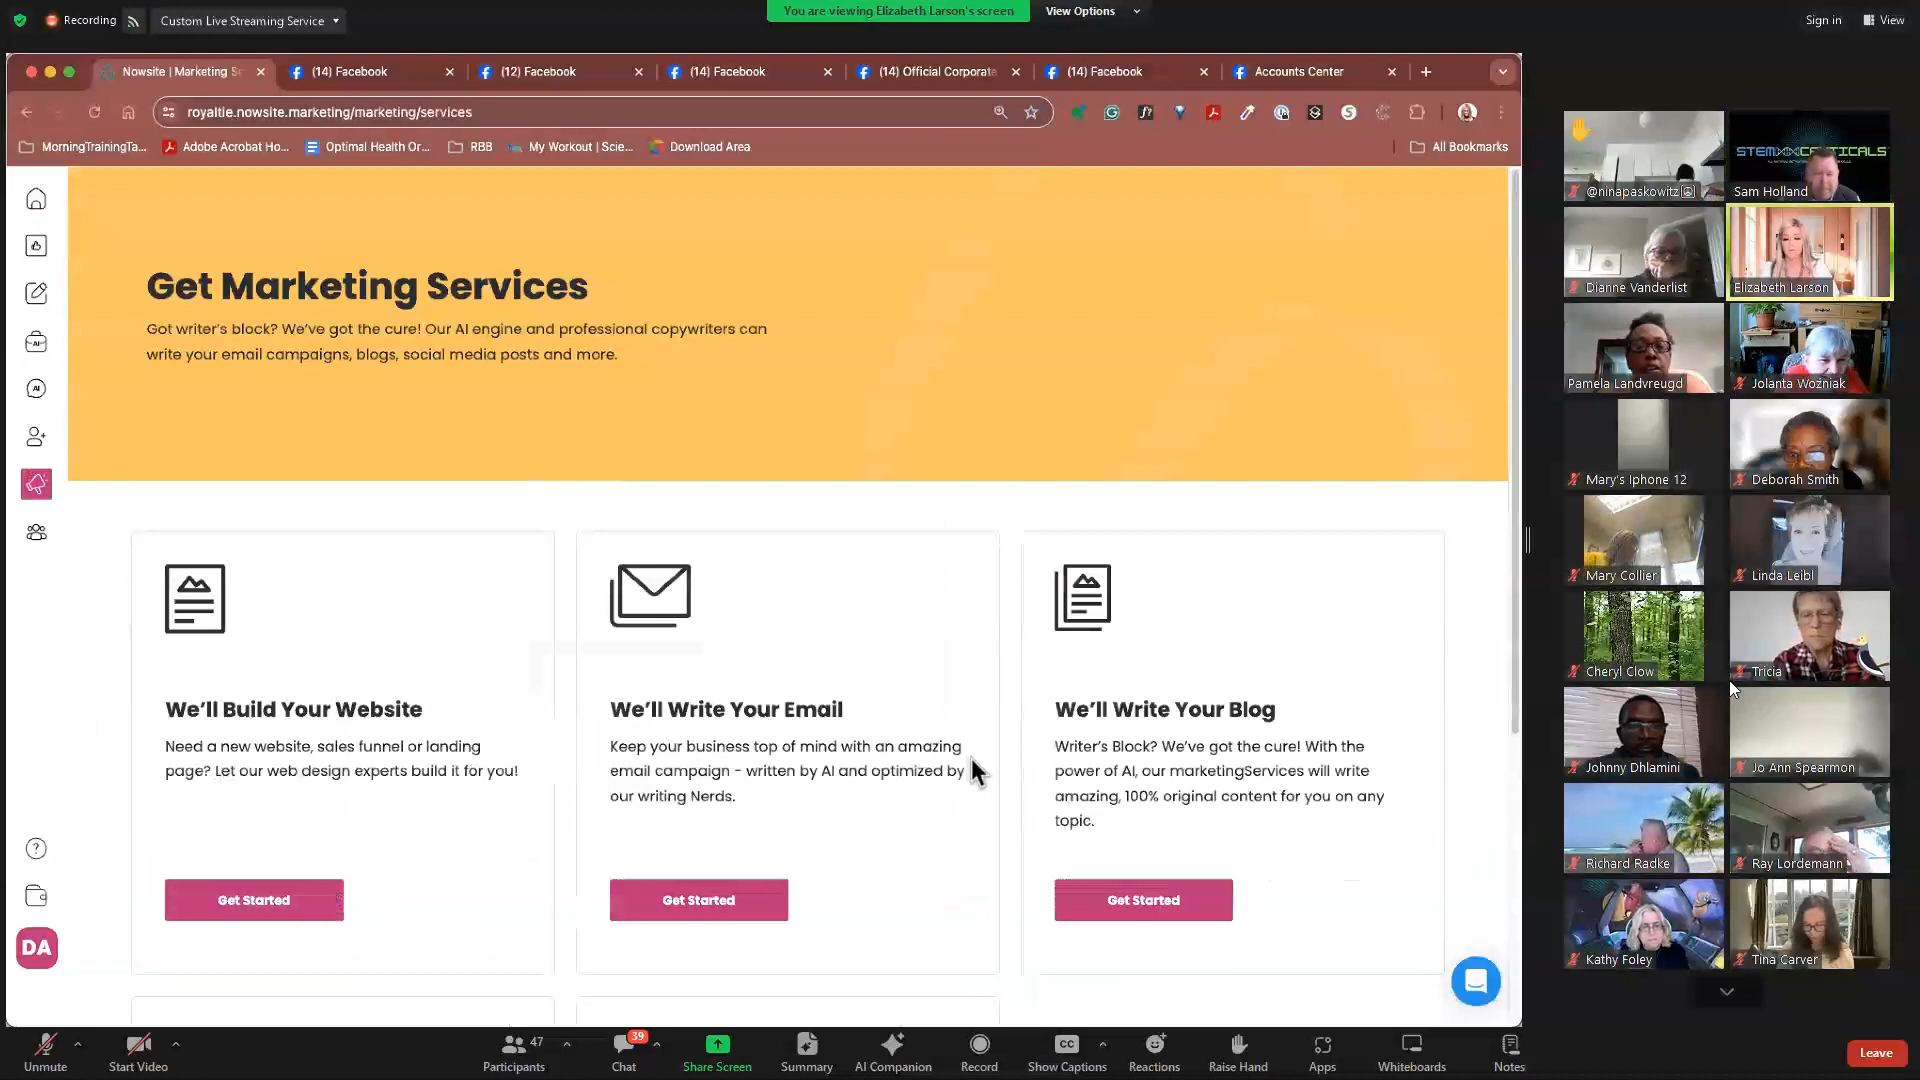 Recording
Custom Live Streaming Service
You are viewing Elizabeth Larson's screen
View Options
Sign in
View
Nowsite | Marketing Se
(14) Facebook
(12) Facebook
(14) Facebook
(14) Official Corporate
(14) Facebook
Accounts Center
royaltie.nowsite.marketing/marketing/services
MorningTrainingTa...
Adobe Acrobat Ho...
Optimal Health Or...
RBB
My Workout | Scie...
Download Area
All Bookmarks
Get Marketing Services
Got writer's block? We've got the cure! Our AI engine and professional copywriters can
write your email campaigns, blogs, social media posts and more.
We'll Build Your Website
Need a new website, sales funnel or landing
page? Let our web design experts build it for you!
Get Started
We'll Write Your Email
Keep your business top of mind with an amazing
email campaign - written by AI and optimized by
our writing Nerds.
Get Started
We'll Write Your Blog
Writer's Block? We've got the cure! With the
power of AI, our marketingServices will write
amazing, 100% original content for you on any
topic.
Get Started
AI
AI
DA
@ninapaskowitz
STEMXXCEUTICALS
Sam Holland
Dianne Vanderlist
Elizabeth Larson
Pamela Landvreugd
Jolanta Woźniak
Mary's Iphone 12
Deborah Smith
Mary Collier
Linda Leibl
Cheryl Clow
Tricia
Johnny Dhlamini
Jo Ann Spearmon
Richard Radke
Ray Lordemann
Kathy Foley
Tina Carver
Unmute
Start Video
47
Participants
39
Chat
Share Screen
Summary
AI Companion
Record
CC
Show Captions
Reactions
Raise Hand
Apps
Whiteboards
Notes
Leave